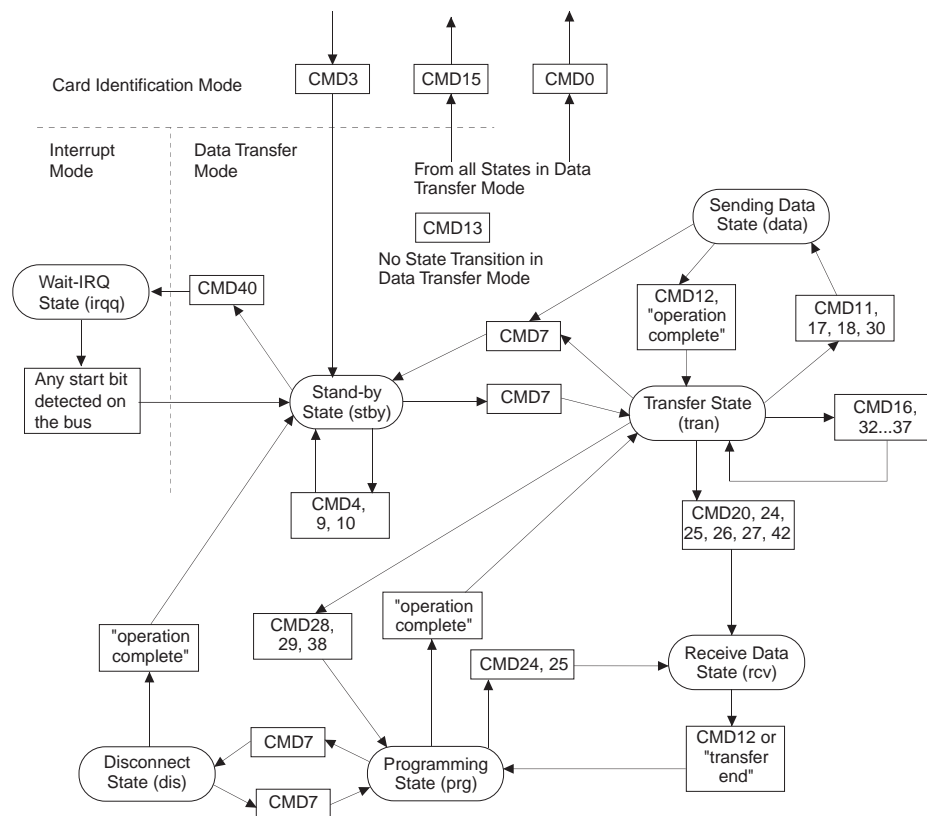 CMD3
CMD15
CMD0
Card Identification Mode
Interrupt
Mode
Data Transfer
Mode
From all States in Data
Transfer Mode
CMD13
No State Transition in
Data Transfer Mode
Sending Data
State (data)
Wait-IRQ
State (irqq)
CMD40
CMD12,
"operation
complete"
CMD11,
17, 18, 30
CMD7
Any start bit
detected on
the bus
Stand-by
State (stby)
CMD7
Transfer State
(tran)
CMD16,
32...37
CMD4,
9, 10
CMD20, 24,
25, 26, 27, 42
"operation
complete"
CMD28,
29, 38
"operation
complete"
CMD24, 25
Receive Data
State (rcv)
CMD7
Disconnect
State (dis)
CMD7
Programming
State (prg)
CMD12 or
"transfer
end"